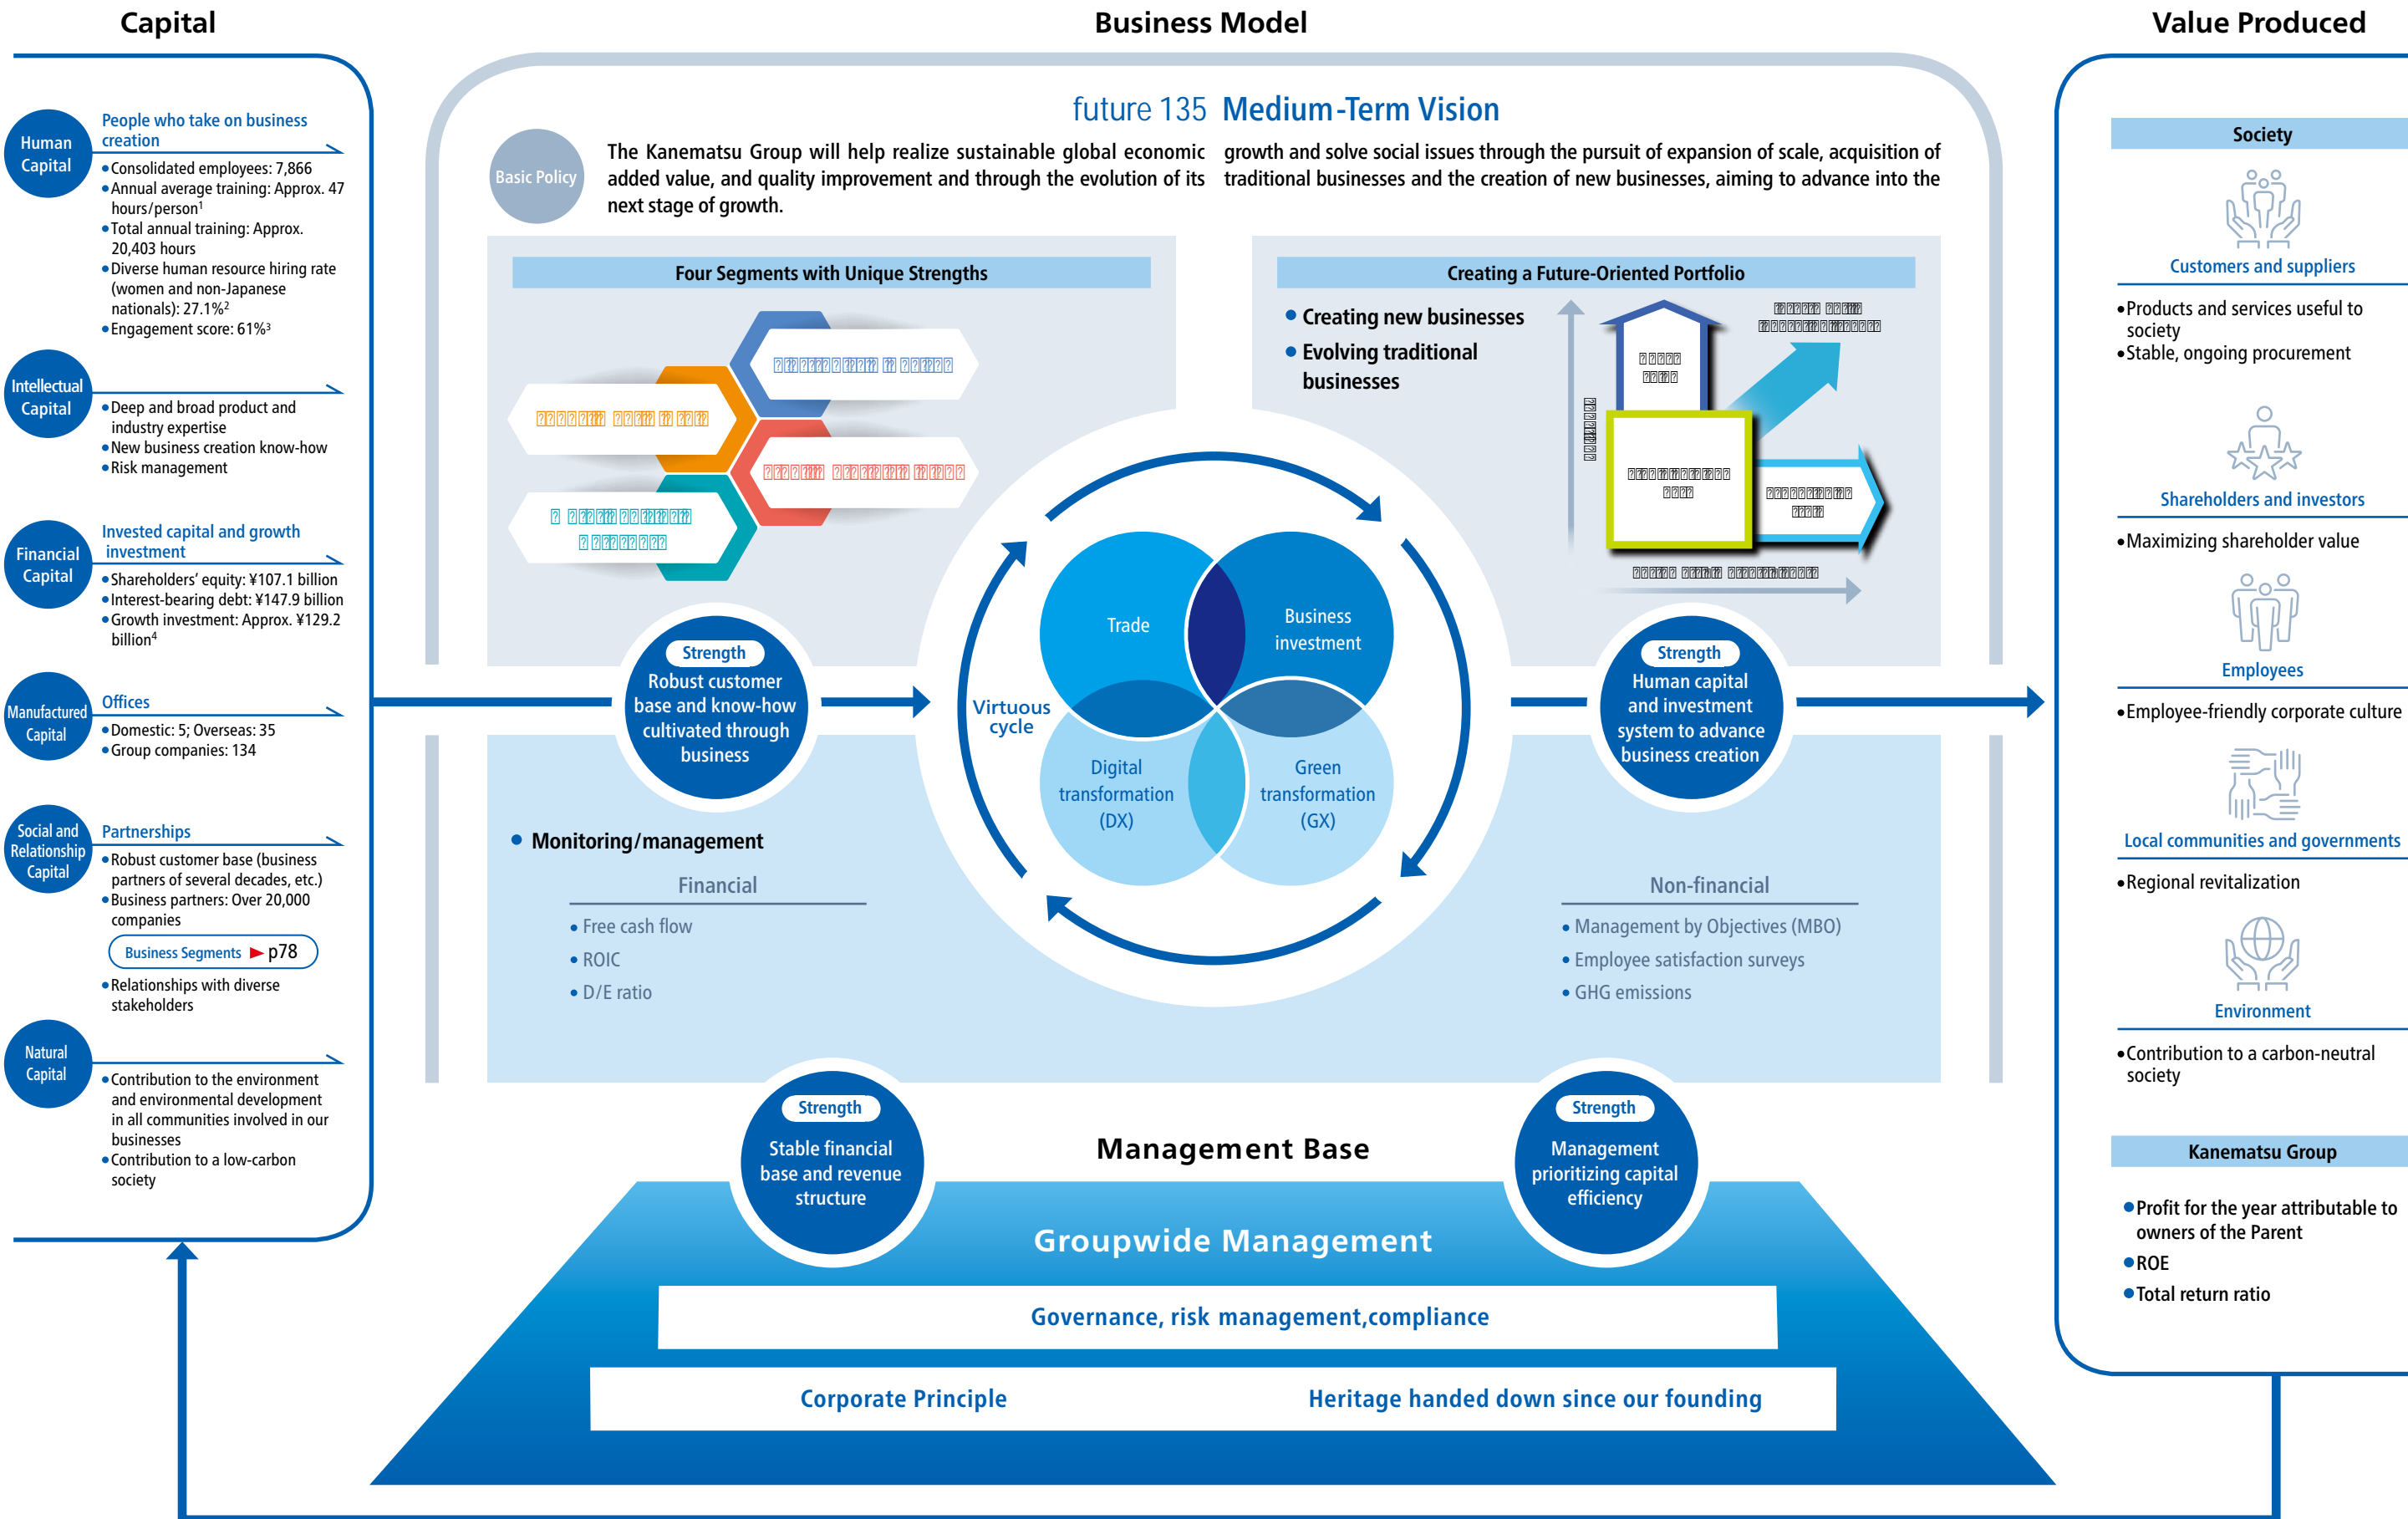 Capital
Human
Capital
People who take on business
creation
•Consolidated employees: 7,866
•Annual average training: Approx. 47
hours/person1
•Total annual training: Approx.
20,403 hours
•Diverse human resource hiring rate
(women and non-Japanese
nationals): 27.1%2
•Engagement score: 61%3
Intellectual
Capital
•Deep and broad product and
industry expertise
•New business creation know-how
•Risk management
Financial
Capital
Invested capital and growth
investment
•Shareholders’ equity: ¥107.1 billion
•Interest-bearing debt: ¥147.9 billion
•Growth investment: Approx. ¥129.2
billion4
Manufactured
Capital
Offices
•Domestic: 5; Overseas: 35
•Group companies: 134
Social and
Relationship
Capital
Partnerships
•Robust customer base (business
partners of several decades, etc.)
•Business partners: Over 20,000
companies
Business Segments ▶ p78
•Relationships with diverse
stakeholders
Natural
Capital
•Contribution to the environment
and environmental development
in all communities involved in our
businesses
•Contribution to a low-carbon
society
Business Model
future 135 Medium-Term Vision
Basic Policy
The Kanematsu Group will help realize sustainable global economic growth and solve social issues through the pursuit of expansion of scale, acquisition of
added value, and quality improvement and through the evolution of its traditional businesses and the creation of new businesses, aiming to advance into the
next stage of growth.
Four Segments with Unique Strengths
Creating a Future-Oriented Portfolio
• Creating new businesses
• Evolving traditional
businesses
Strength
Robust customer
base and know-how
cultivated through
business
Virtuous
cycle
Trade
Business
investment
Digital
transformation
(DX)
Green
transformation
(GX)
Strength
Human capital
and investment
system to advance
business creation
• Monitoring/management
Financial
• Free cash flow
• ROIC
• D/E ratio
Non-financial
• Management by Objectives (MBO)
• Employee satisfaction surveys
• GHG emissions
Strength
Stable financial
base and revenue
structure
Management Base
Strength
Management
prioritizing capital
efficiency
Groupwide Management
Governance, risk management,compliance
Corporate Principle
Heritage handed down since our founding
Value Produced
Society
Customers and suppliers
•Products and services useful to
society
•Stable, ongoing procurement
Shareholders and investors
•Maximizing shareholder value
Employees
•Employee-friendly corporate culture
Local communities and governments
•Regional revitalization
Environment
•Contribution to a carbon-neutral
society
Kanematsu Group
•Profit for the year attributable to
owners of the Parent
•ROE
•Total return ratio